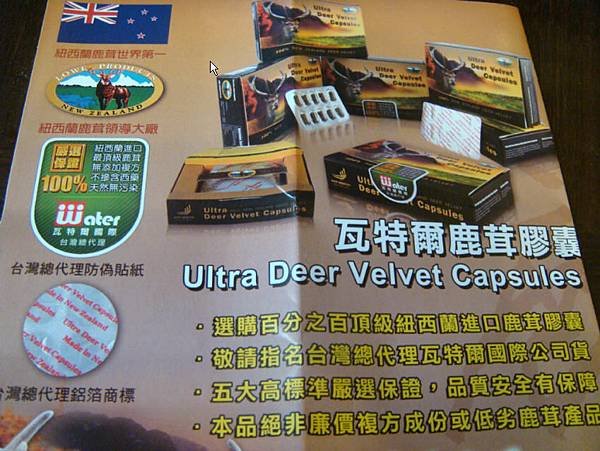 紐西蘭鹿茸世界第一
LOWE PRODUCTS
NEW ZEALAND
紐西蘭鹿茸領導大廠
嚴選保證
100%
紐西蘭進口
最頂級鹿茸
無添加複方
不摻含西藥
天然無污染
Water
瓦特爾國際
台灣總代理
台灣總代理防偽貼紙
Deer Velvet Capsules
Made in New Zealand
Ultra Deer
台灣總代理鋁箔商標
Ultra
Deer Velvet
Capsules
Ultra
Deer Velvet
Capsules
Ultra
Deer Velvet
Capsules
Ultra
Deer Velvet Capsules
Ultra
Deer Velvet Capsules
Water
瓦特爾鹿茸膠囊
Ultra Deer Velvet Capsules
·選購百分之百頂級紐西蘭進口鹿茸膠囊
·敬請指名台灣總代理瓦特爾國際公司貨
·五大高標準嚴選保證，品質安全有保障
·本品絕非廉價複方成份或低劣鹿茸產品